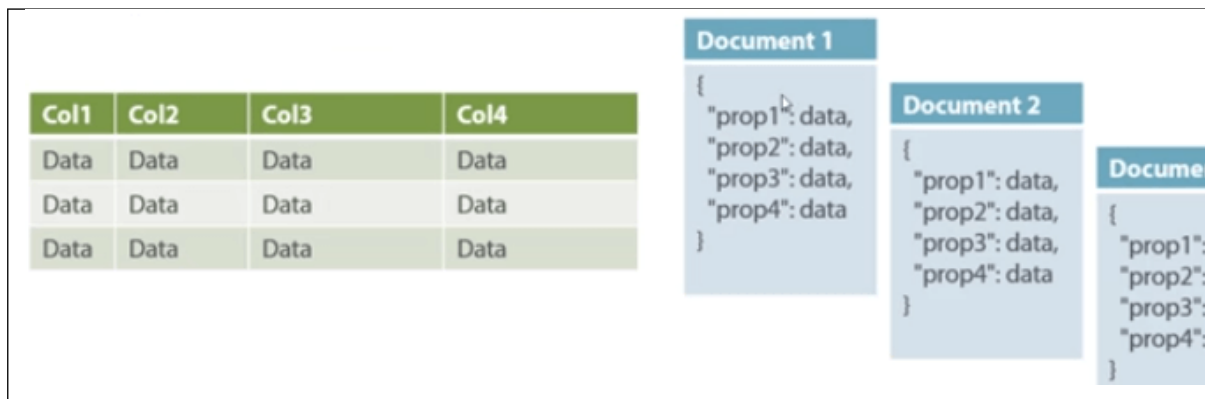 Col1 Col2 Col3 Col4
Data Data Data Data
Data Data Data Data
Data Data Data Data
Document 1
{
"prop1": data,
"prop2": data,
"prop3": data,
"prop4": data
}
Document 2
{
"prop1": data,
"prop2": data,
"prop3": data,
"prop4": data
}
Docume
{
"prop1":
"prop2":
"prop3":
"prop4":
}